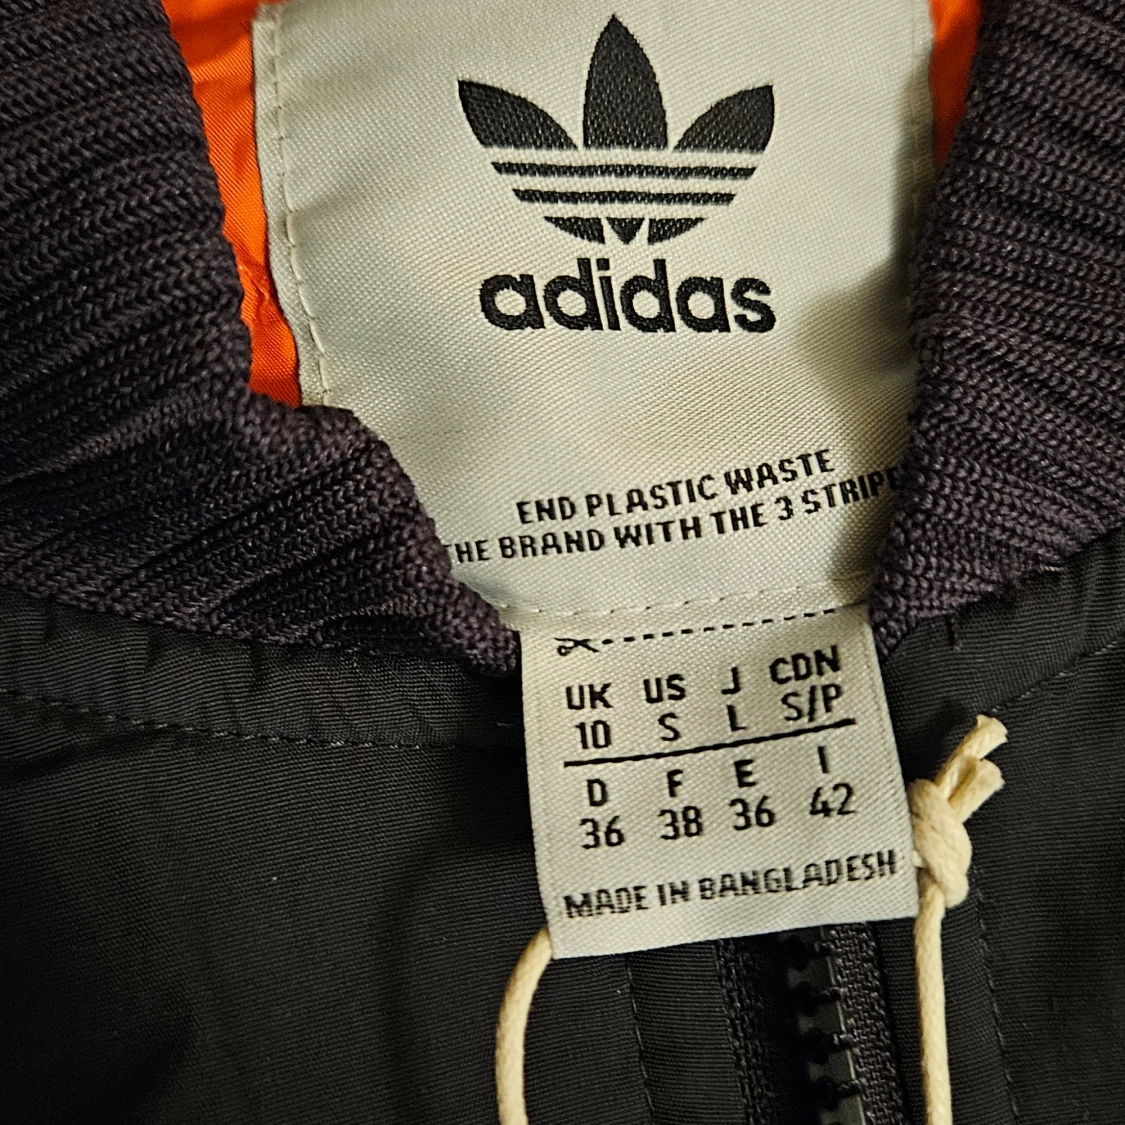 adidas
END PLASTIC WASTE
THE BRAND WITH THE 3 STRIPE
UK US J CDN
10 S L S/P
D F E I
36 38 36 42
MADE IN BANGLADESH